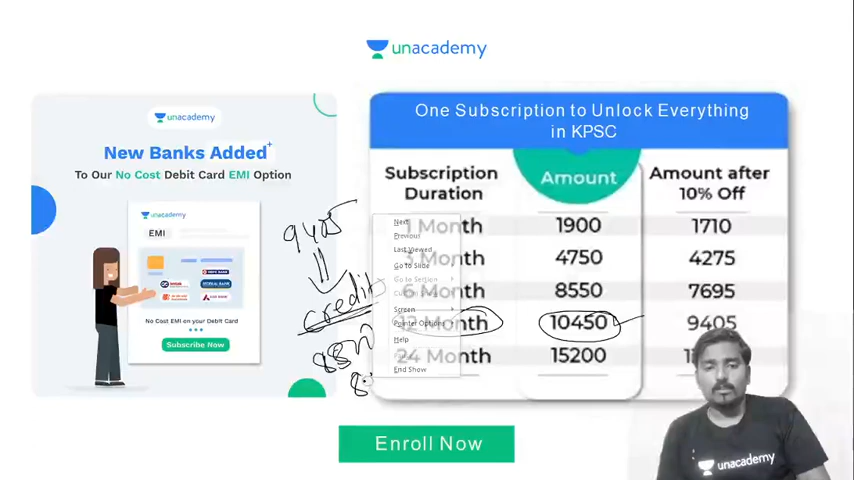 unacademy
unacademy
New Banks Added+
To Our No Cost Debit Card EMI Option
unacademy
EMI
No Cost EMI on your Debit Card
Subscribe Now
9405
credit
One Subscription to Unlock Everything
in KPSC
Subscription Duration Amount Amount after 10% Off
1 Month 1900 1710
3 Month 4750 4275
6 Month 8550 7695
12 Month 10450 9405
24 Month 15200
Next
Previous
Last Viewed
Go to Slide
Go to Section
Screen
Pointer Options
Help
End Show
Enroll Now
unacademy